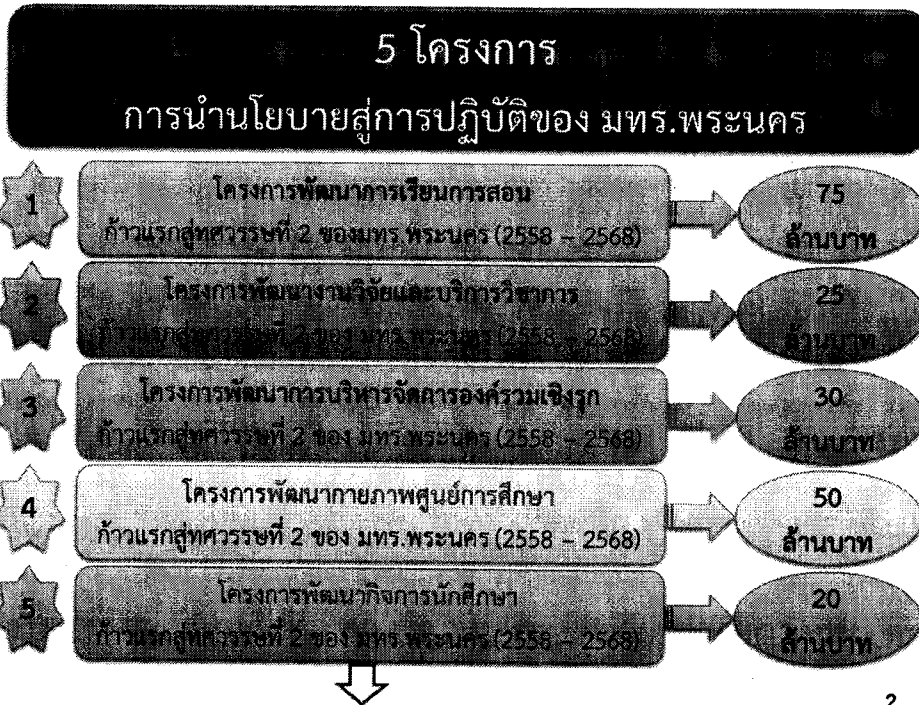 5 โครงการ
การนำนโยบายสู่การปฏิบัติของ มทร.พระนคร
1
โครงการพัฒนาการเรียนการสอน
ก้าวแรกสู่ทศวรรษที่ 2 ของมทร.พระนคร (2558 – 2568)
75
ล้านบาท
2
โครงการพัฒนางานวิจัยและบริการวิชาการ
ก้าวแรกสู่ทศวรรษที่ 2 ของ มทร.พระนคร (2558 – 2568)
25
ล้านบาท
3
โครงการพัฒนาการบริหารจัดการองค์รวมเชิงรุก
ก้าวแรกสู่ทศวรรษที่ 2 ของ มทร.พระนคร (2558 – 2568)
30
ล้านบาท
4
โครงการพัฒนากายภาพศูนย์การศึกษา
ก้าวแรกสู่ทศวรรษที่ 2 ของ มทร.พระนคร (2558 – 2568)
50
ล้านบาท
5
โครงการพัฒนากิจการนักศึกษา
ก้าวแรกสู่ทศวรรษที่ 2 ของ มทร.พระนคร (2558 – 2568)
20
ล้านบาท
2